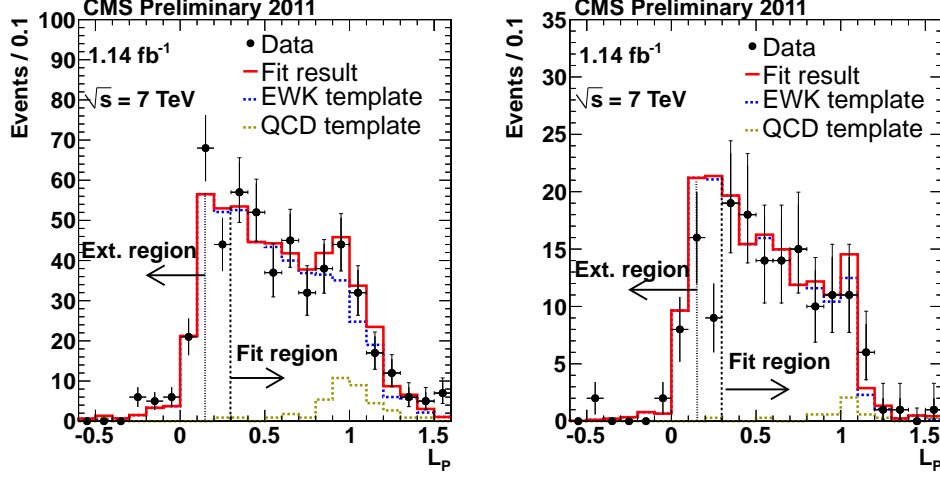 CMS Preliminary 2011
Events / 0.1
100
90
80
70
60
50
40
30
20
10
0
1.14 fb⁻¹
√s = 7 TeV
Data
Fit result
EWK template
QCD template
Ext. region
Fit region
-0.5 0 0.5 1 1.5
L_P
CMS Preliminary 2011
Events / 0.1
35
30
25
20
15
10
5
0
1.14 fb⁻¹
√s = 7 TeV
Data
Fit result
EWK template
QCD template
Ext. region
Fit region
-0.5 0 0.5 1 1.5
L_P